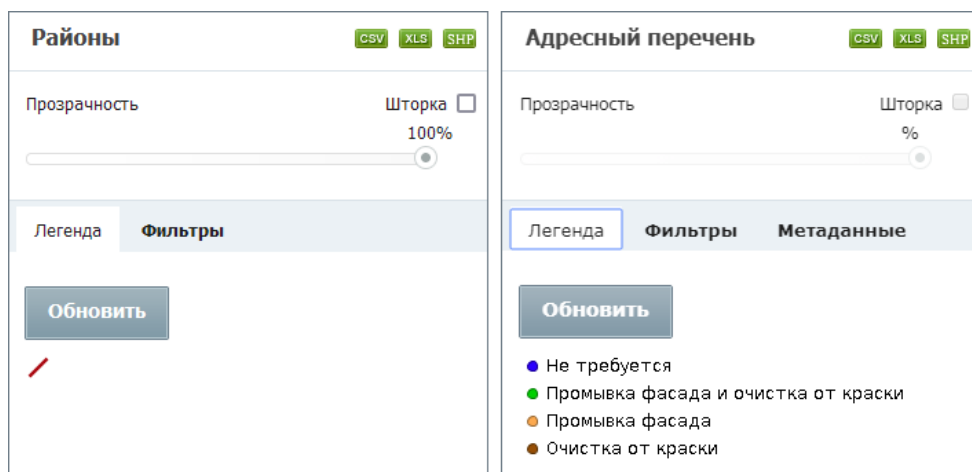 Районы
CSV XLS SHP
Прозрачность
Шторка
100%
Легенда Фильтры
Обновить
Адресный перечень
CSV XLS SHP
Прозрачность
Шторка
%
Легенда Фильтры Метаданные
Обновить
Не требуется
Промывка фасада и очистка от краски
Промывка фасада
Очистка от краски